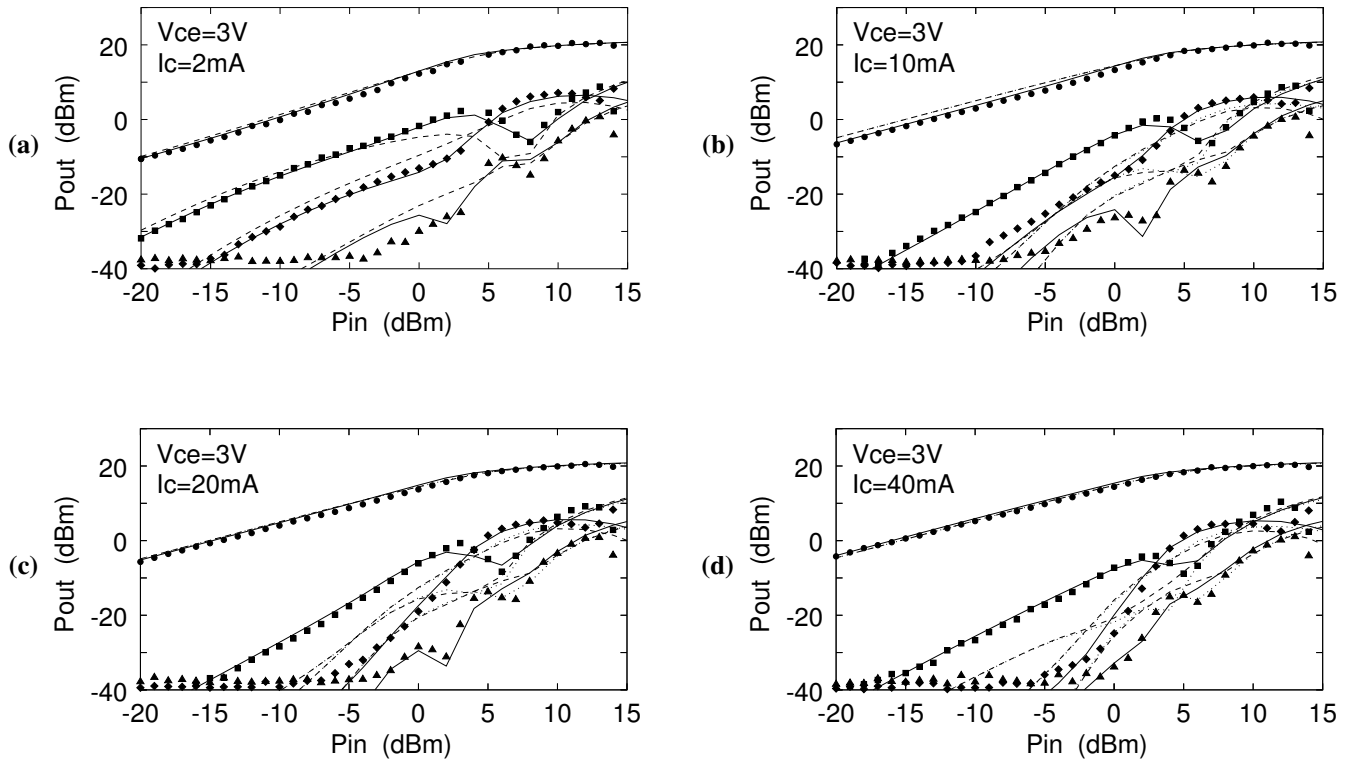 (a)
Vce=3V
Ic=2mA
Pout (dBm)
20
0
-20
-40
-20 -15 -10 -5 0 5 10 15
Pin (dBm)
(b)
Vce=3V
Ic=10mA
Pout (dBm)
20
0
-20
-40
-20 -15 -10 -5 0 5 10 15
Pin (dBm)
(c)
Vce=3V
Ic=20mA
Pout (dBm)
20
0
-20
-40
-20 -15 -10 -5 0 5 10 15
Pin (dBm)
(d)
Vce=3V
Ic=40mA
Pout (dBm)
20
0
-20
-40
-20 -15 -10 -5 0 5 10 15
Pin (dBm)